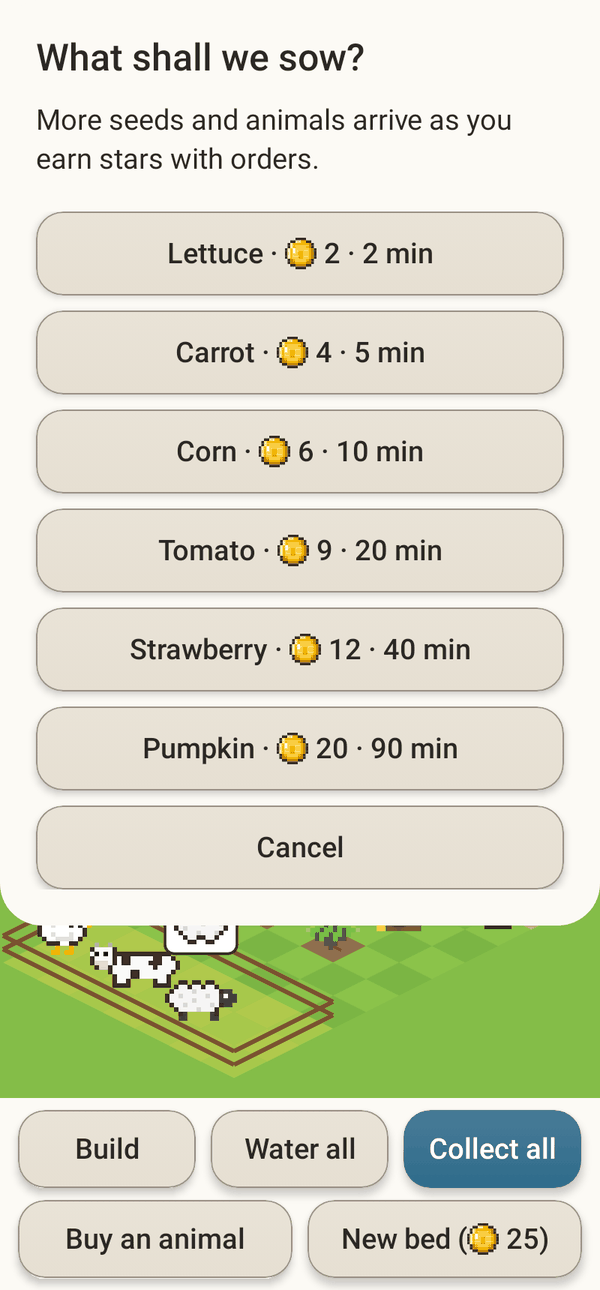 What shall we sow?
More seeds and animals arrive as you
earn stars with orders.
Lettuce · 2 · 2 min
Carrot · 4 · 5 min
Corn · 6 · 10 min
Tomato · 9 · 20 min
Strawberry · 12 · 40 min
Pumpkin · 20 · 90 min
Cancel
Build
Water all
Collect all
Buy an animal
New bed ( 25)